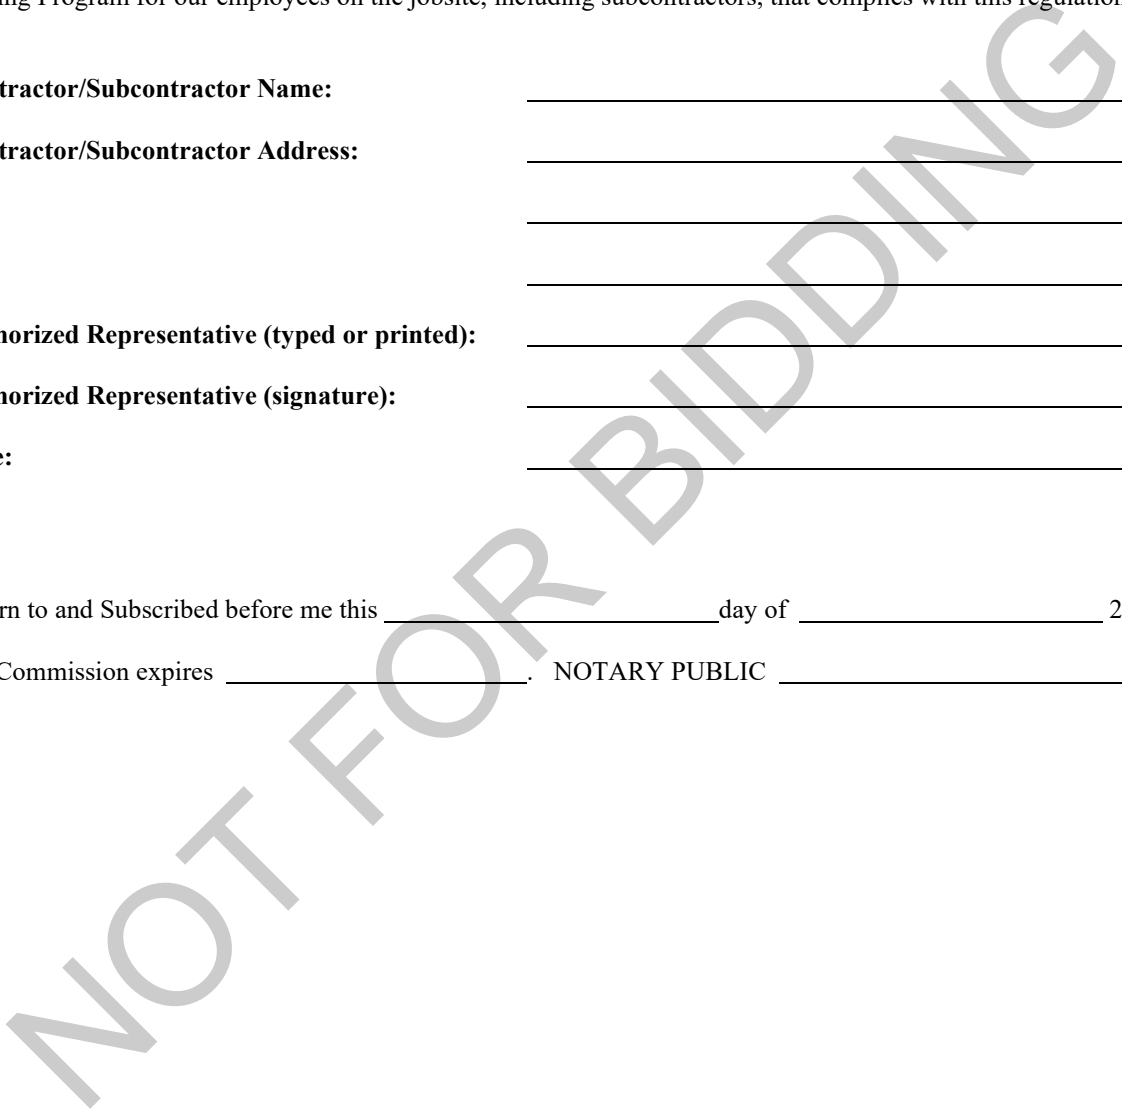 ing Program for our employees on the jobsite, including subcontractors, that complies with this regulation
tractor/Subcontractor Name:
tractor/Subcontractor Address:
horized Representative (typed or printed):
horized Representative (signature):
e:
rn to and Subscribed before me this day of 2
Commission expires . NOTARY PUBLIC
NOT FOR BIDDING